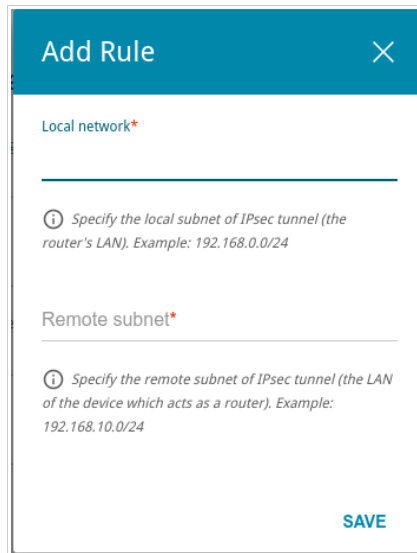 Add Rule
Local network*
Specify the local subnet of IPsec tunnel (the
router's LAN). Example: 192.168.0.0/24
Remote subnet*
Specify the remote subnet of IPsec tunnel (the LAN
of the device which acts as a router). Example:
192.168.10.0/24
SAVE